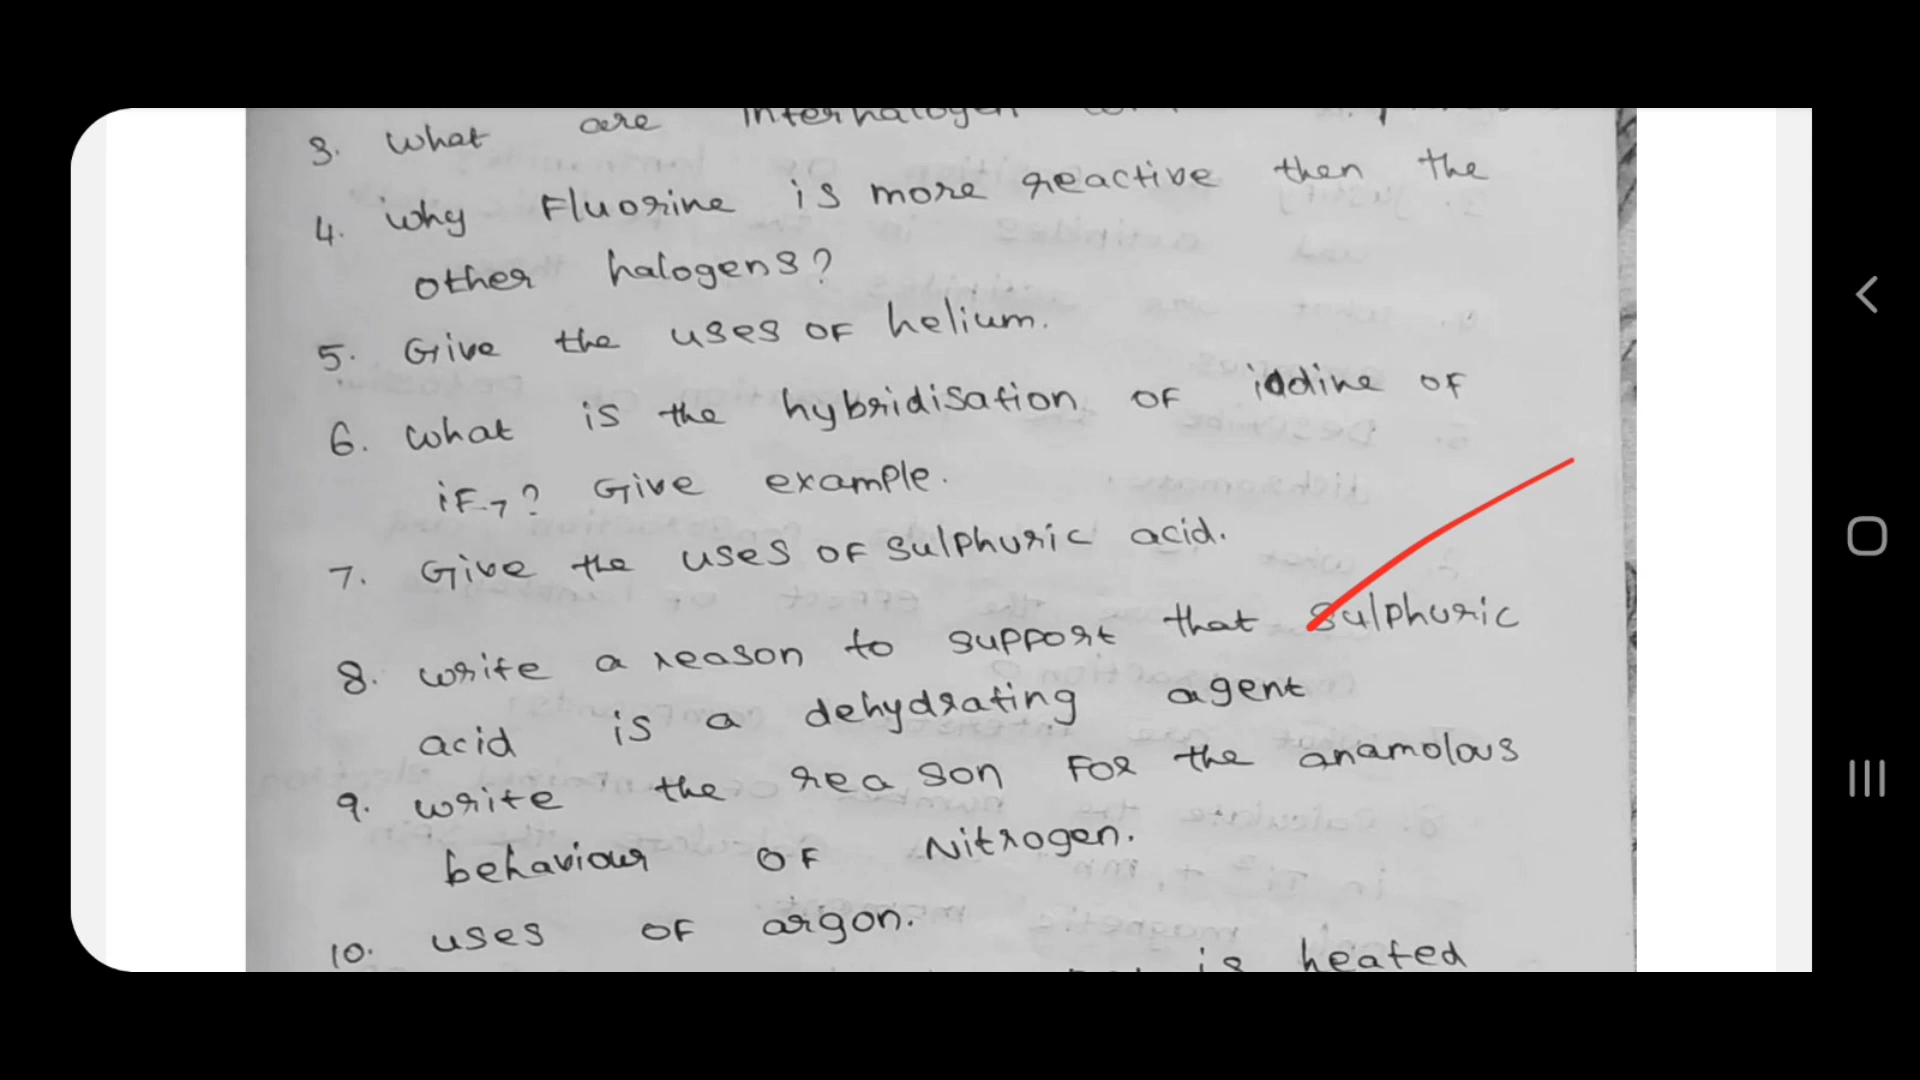 3. What are interhalogen
4. Why Fluorine is more reactive then the
other halogens?
5. Give the uses of helium.
6. What is the hybridisation of iodine of
iF7? Give example.
7. Give the uses of sulphuric acid.
8. write a reason to support that sulphuric
acid is a dehydrating agent
9. write the reason for the anamolous
behaviour of Nitrogen.
10. uses of argon.
is heated